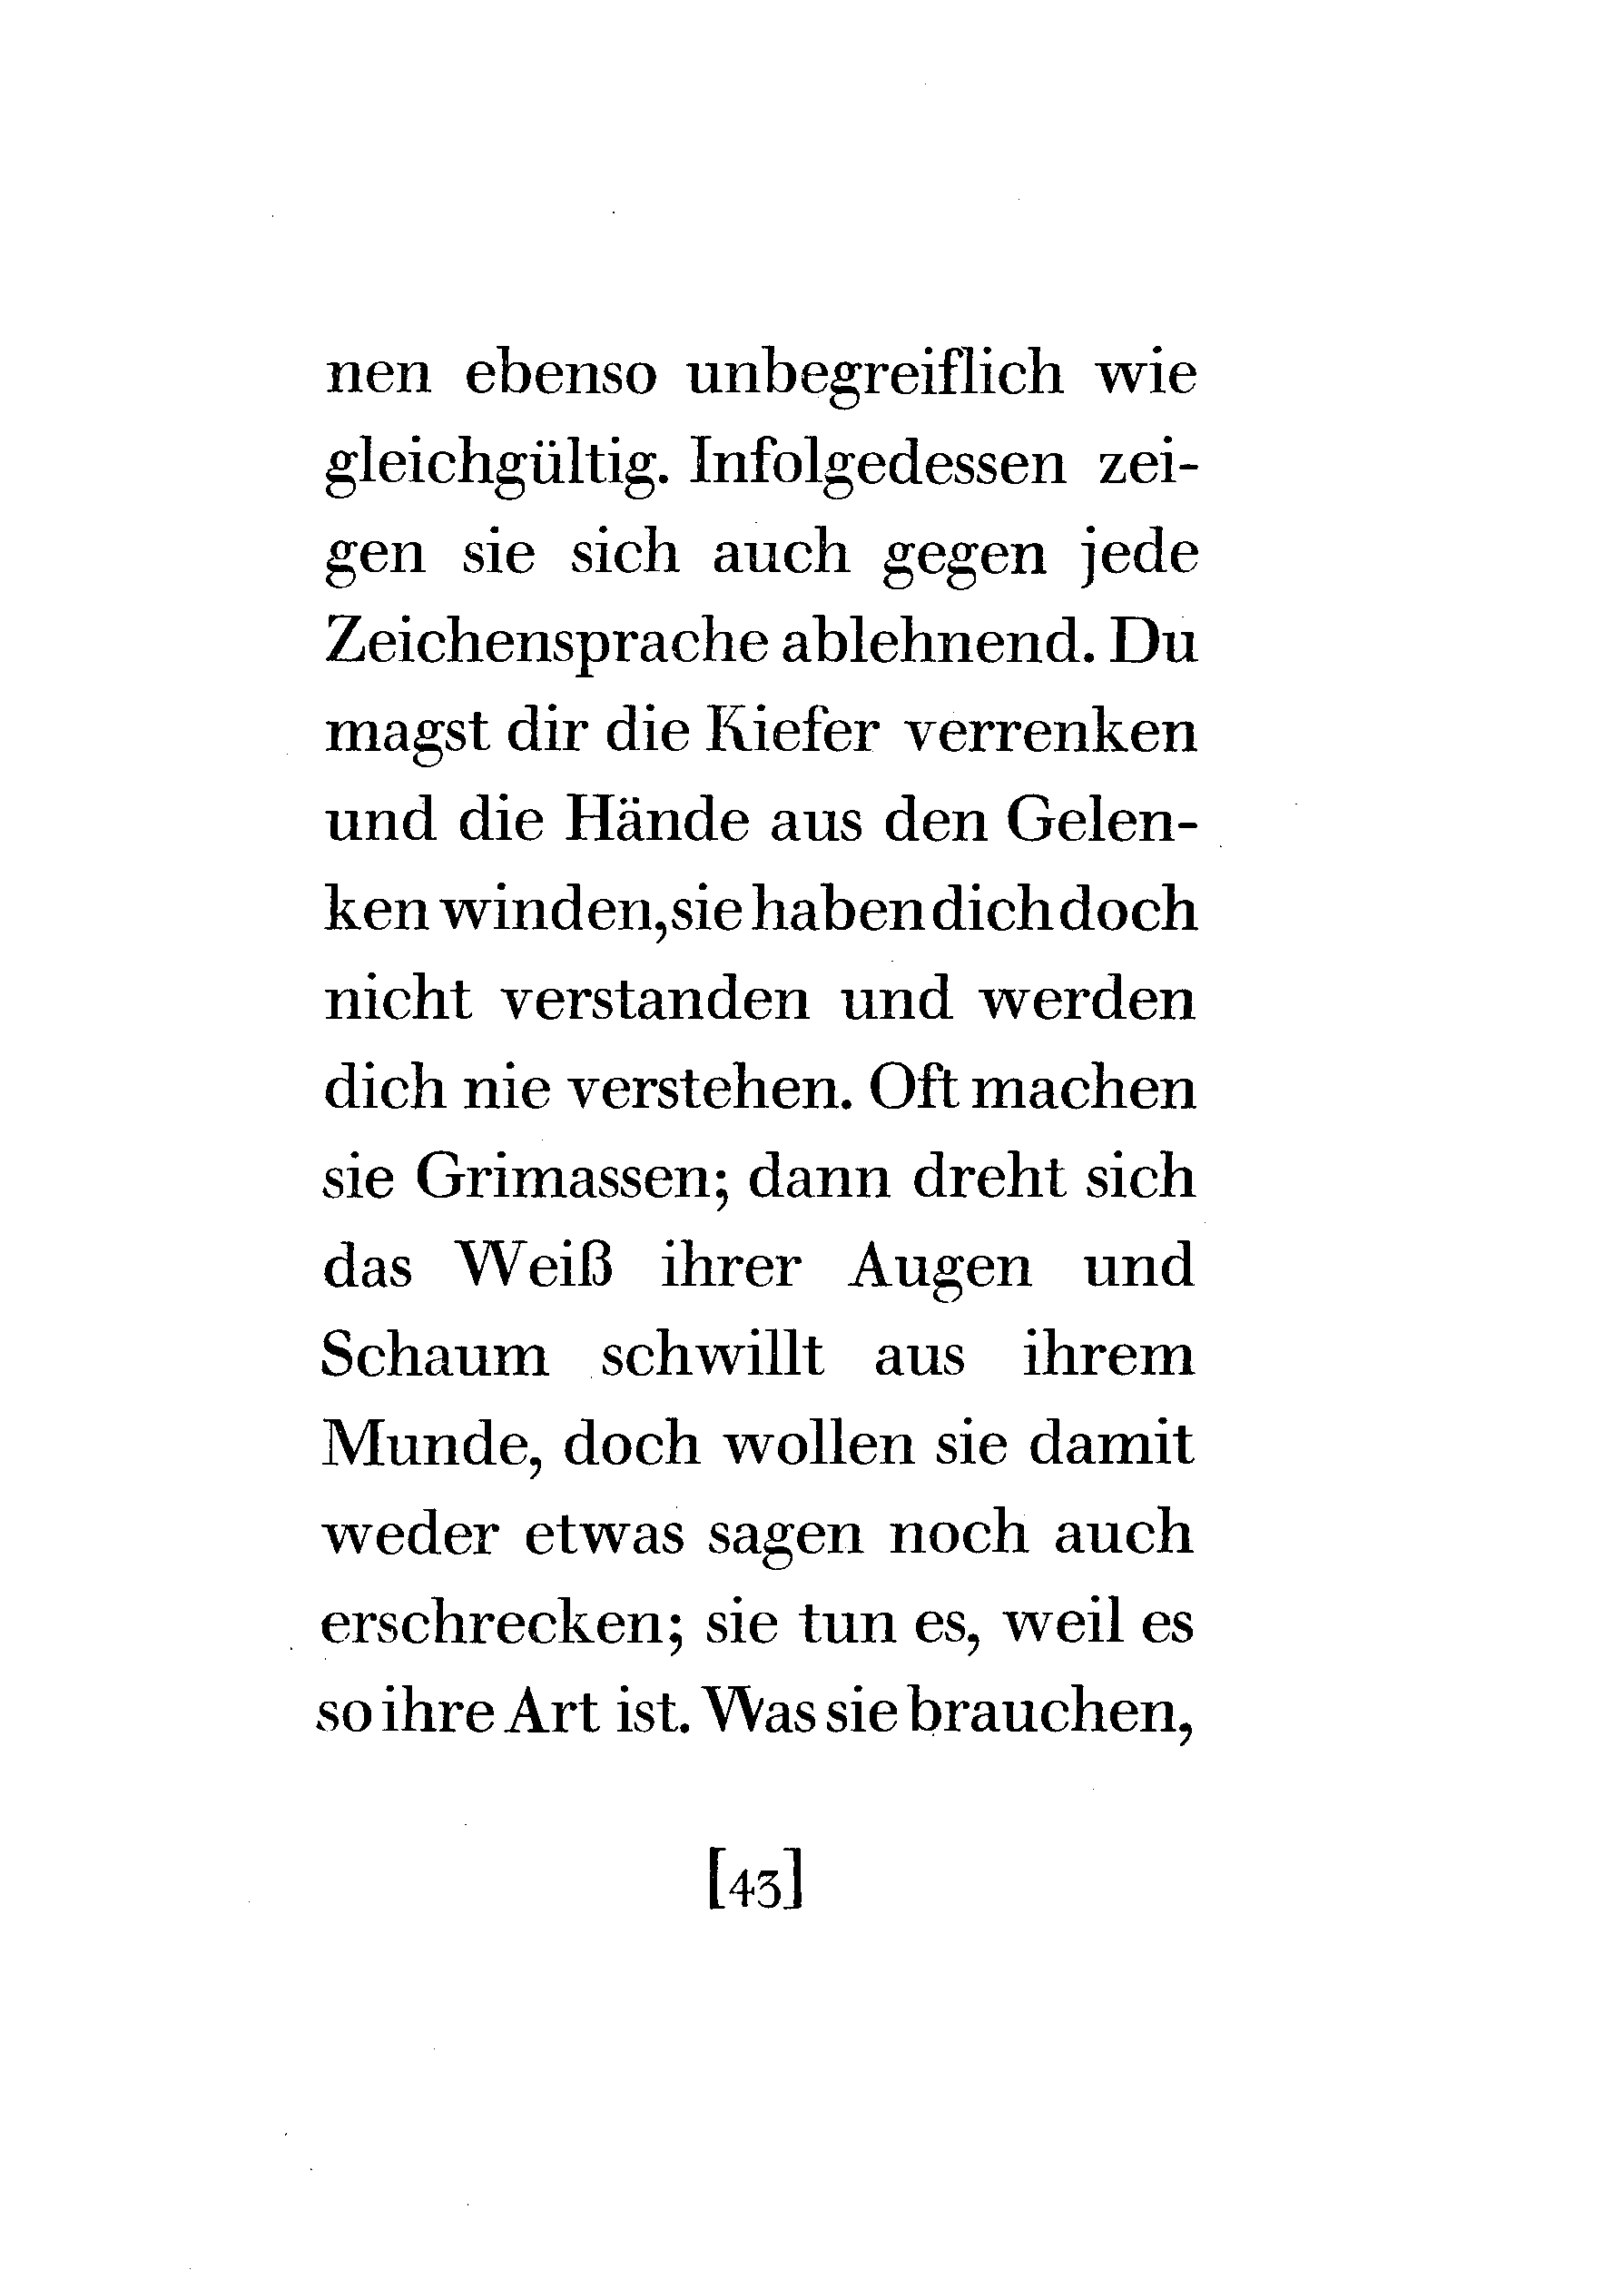 nen ebenso unbegreiflich wie
gleichgültig. Infolgedessen zei-
gen sie sich auch gegen jede
Zeichensprache ablehnend. Du
magst dir die Kiefer verrenken
und die Hände aus den Gelen-
ken winden, sie haben dich doch
nicht verstanden und werden
dich nie verstehen. Oft machen
sie Grimassen; dann dreht sich
das Weiß ihrer Augen und
Schaum schwillt aus ihrem
Munde, doch wollen sie damit
weder etwas sagen noch auch
erschrecken; sie tun es, weil es
so ihre Art ist. Was sie brauchen,
[43]